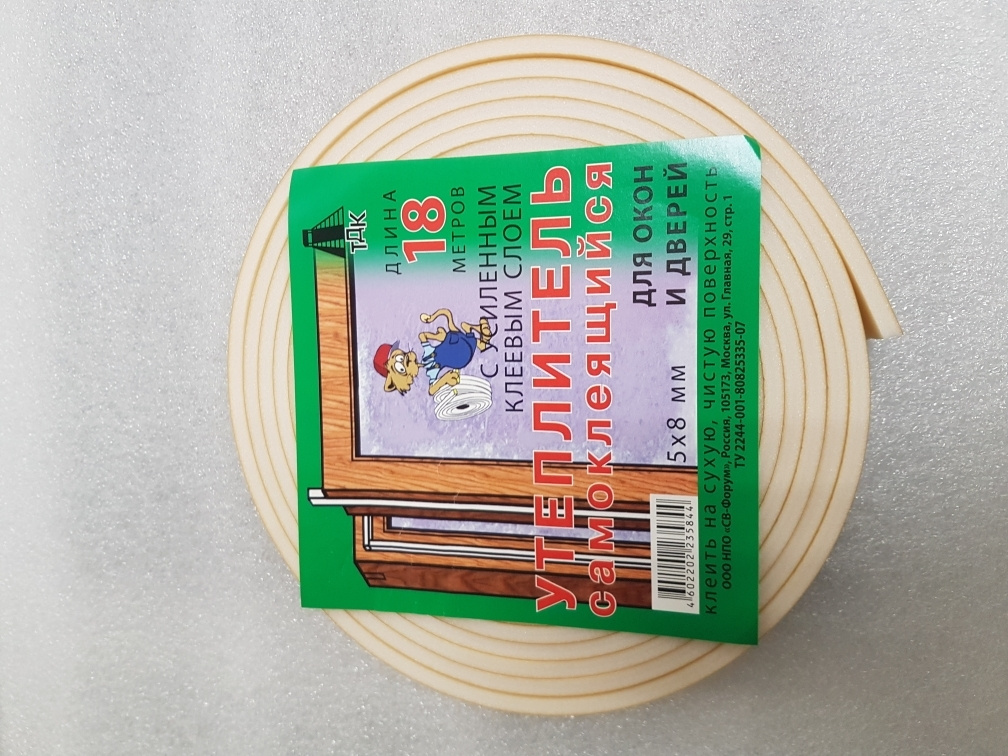 ТДК
ДЛИНА
18
МЕТРОВ
С УСИЛЕННЫМ
КЛЕЕВЫМ СЛОЕМ
УТЕПЛИТЕЛЬ
самоклеящийся
ДЛЯ ОКОН
И ДВЕРЕЙ
5х8 мм
4 602202 235844
клеить на сухую, чистую поверхность
ООО НПО «СВ-Форум», Россия, 105173, Москва, ул. Главная, 29, стр. 1
ТУ 2244-001-80825335-07